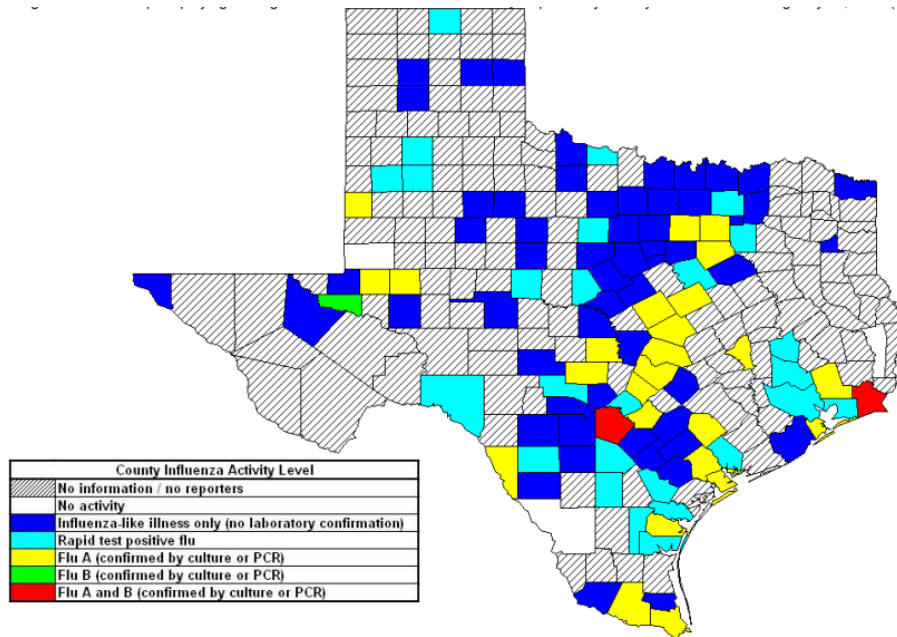 County Influenza Activity Level
No information / no reporters
No activity
Influenza-like illness only (no laboratory confirmation)
Rapid test positive flu
Flu A (confirmed by culture or PCR)
Flu B (confirmed by culture or PCR)
Flu A and B (confirmed by culture or PCR)